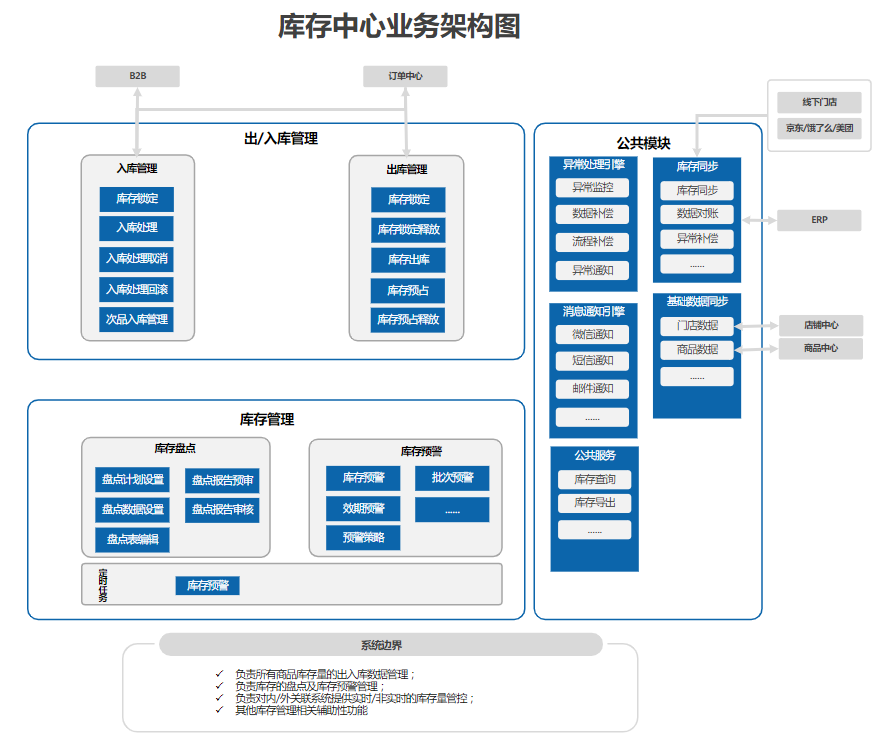 库存中心业务架构图
B2B
订单中心
线下门店
京东/饿了么/美团
出/入库管理
入库管理
库存锁定
入库处理
入库处理取消
入库处理回滚
次品入库管理
出库管理
库存锁定
库存锁定释放
库存出库
库存预占
库存预占释放
公共模块
异常处理引擎
异常监控
数据补偿
流程补偿
异常通知
库存同步
库存同步
数据对账
异常补偿
......
ERP
消息通知引擎
微信通知
短信通知
邮件通知
......
基础数据同步
门店数据
商品数据
......
店铺中心
商品中心
公共服务
库存查询
库存导出
......
库存管理
库存盘点
盘点计划设置
盘点报告预审
盘点数据设置
盘点报告审核
盘点表编辑
库存预警
库存预警
批次预警
效期预警
......
预警策略
定时任务
库存预警
系统边界
✓ 负责所有商品库存量的出入库数据管理；
✓ 负责库存的盘点及库存预警管理；
✓ 负责对内/外关联系统提供实时/非实时的库存量管控；
✓ 其他库存管理相关辅助性功能